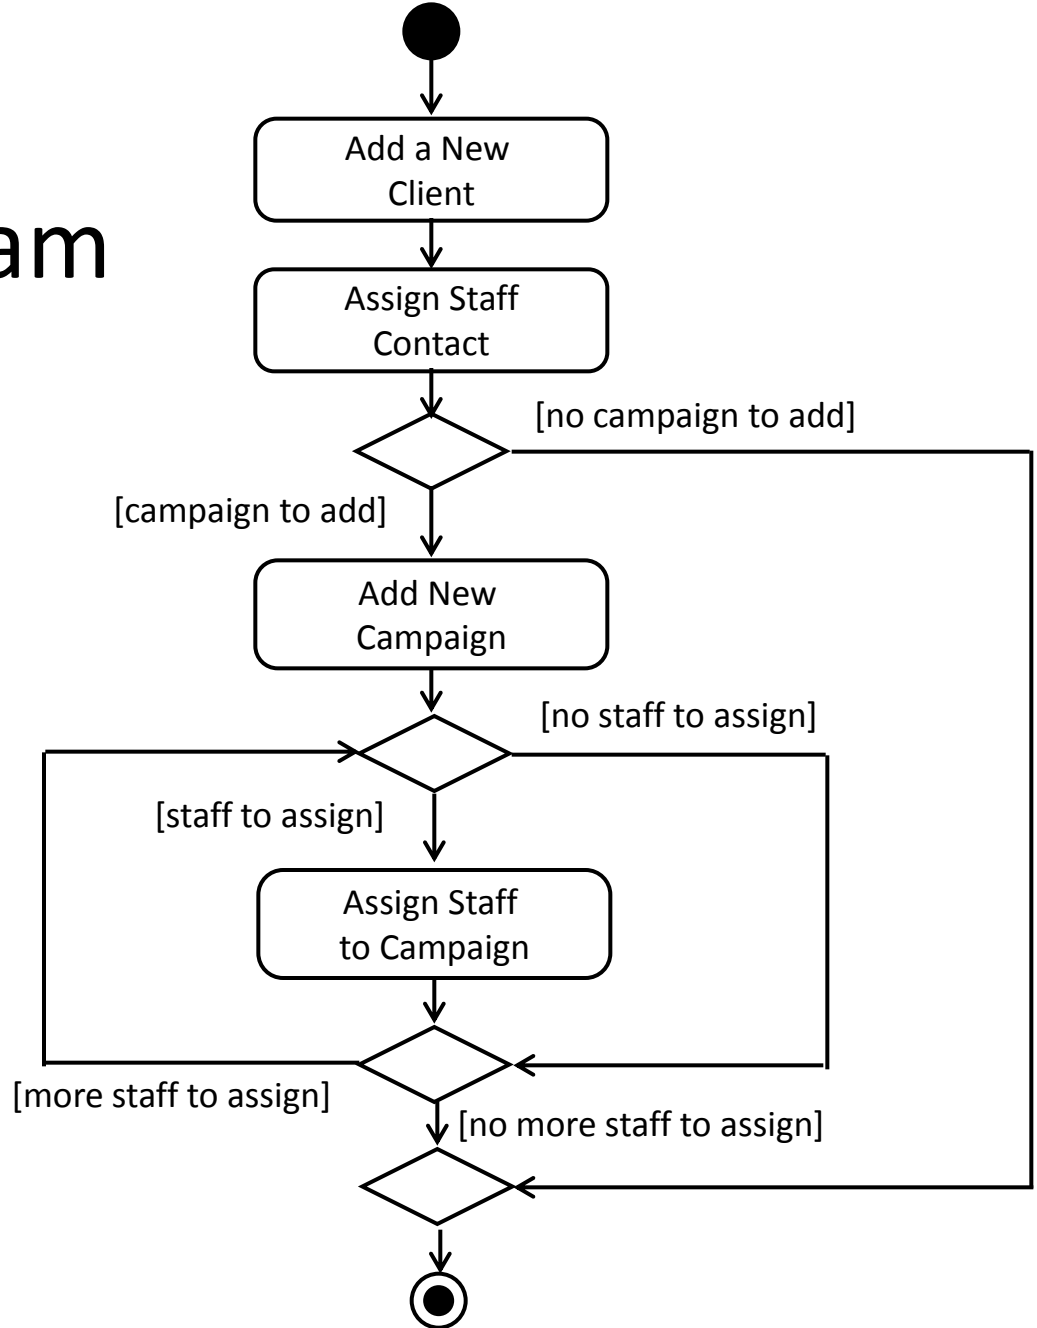 am
Add a New
Client
Assign Staff
Contact
[no campaign to add]
[campaign to add]
Add New
Campaign
[no staff to assign]
[staff to assign]
Assign Staff
to Campaign
[more staff to assign]
[no more staff to assign]